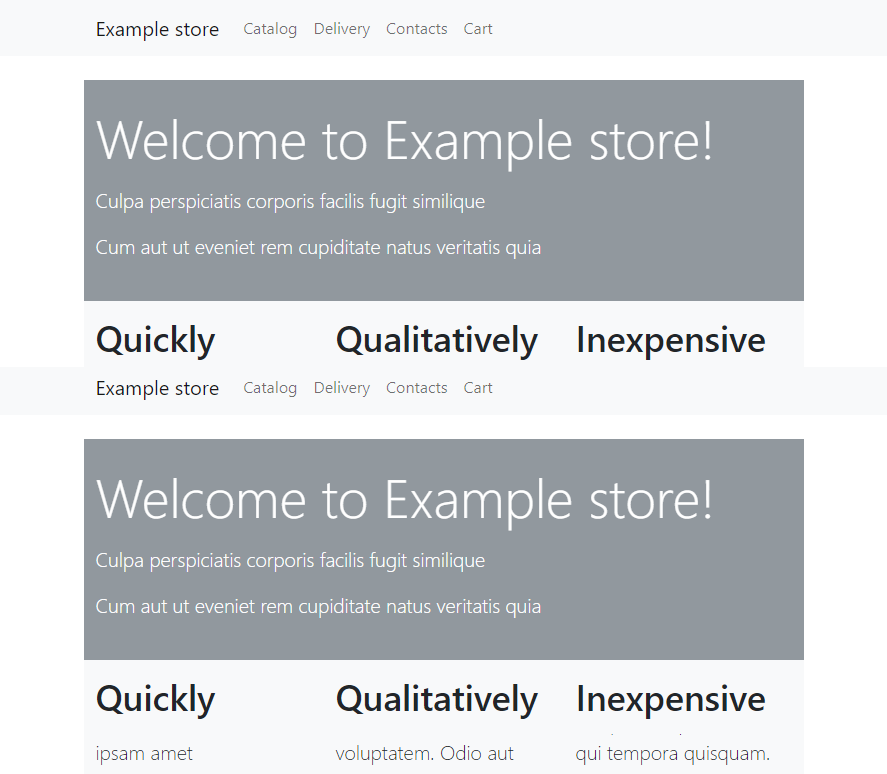 Example store Catalog Delivery Contacts Cart
Welcome to Example store!
Culpa perspiciatis corporis facilis fugit similique
Cum aut ut eveniet rem cupiditate natus veritatis quia
Quickly Qualitatively Inexpensive
Example store Catalog Delivery Contacts Cart
Welcome to Example store!
Culpa perspiciatis corporis facilis fugit similique
Cum aut ut eveniet rem cupiditate natus veritatis quia
Quickly Qualitatively Inexpensive
ipsam amet voluptatem. Odio aut qui tempora quisquam.